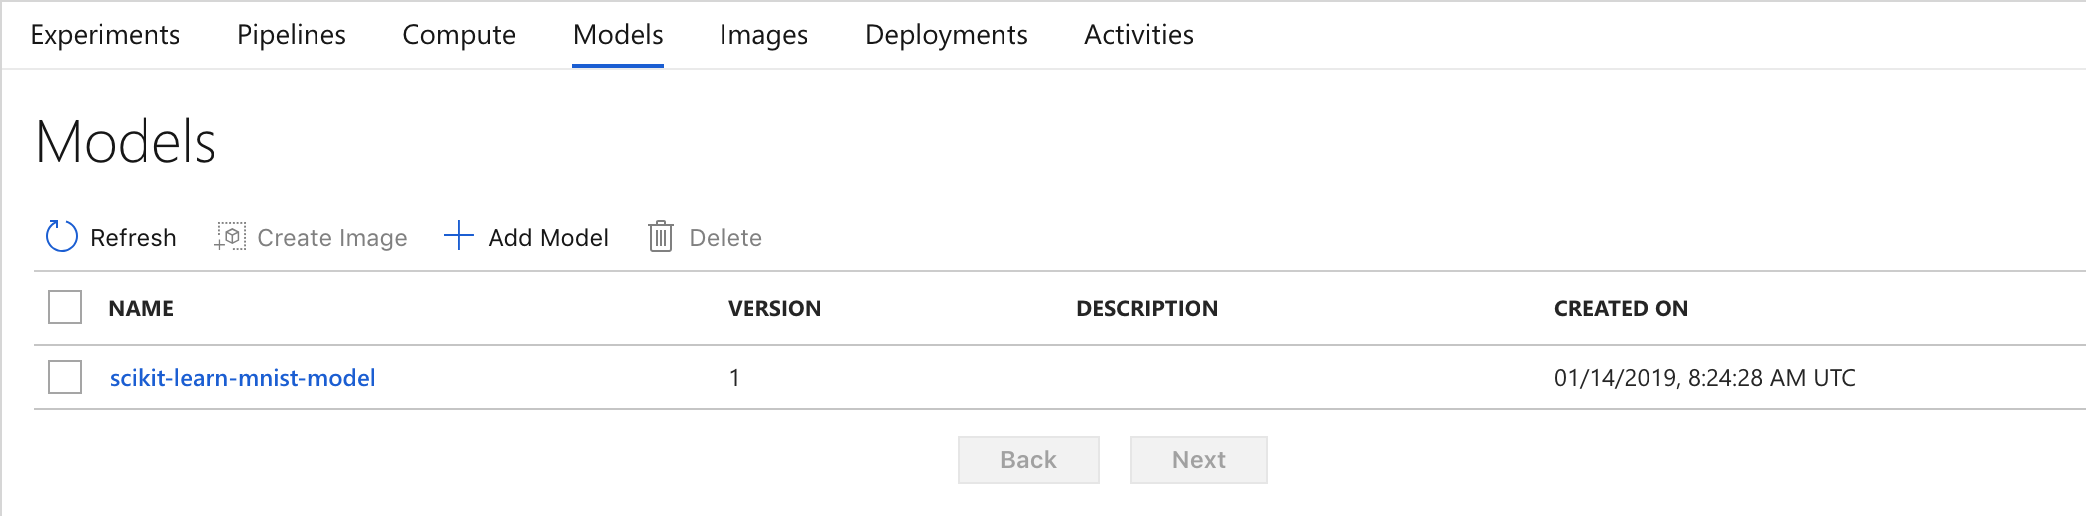 Experiments Pipelines Compute Models Images Deployments Activities
Models
Refresh Create Image Add Model Delete
NAME VERSION DESCRIPTION CREATED ON
scikit-learn-mnist-model 1 01/14/2019, 8:24:28 AM UTC
Back Next